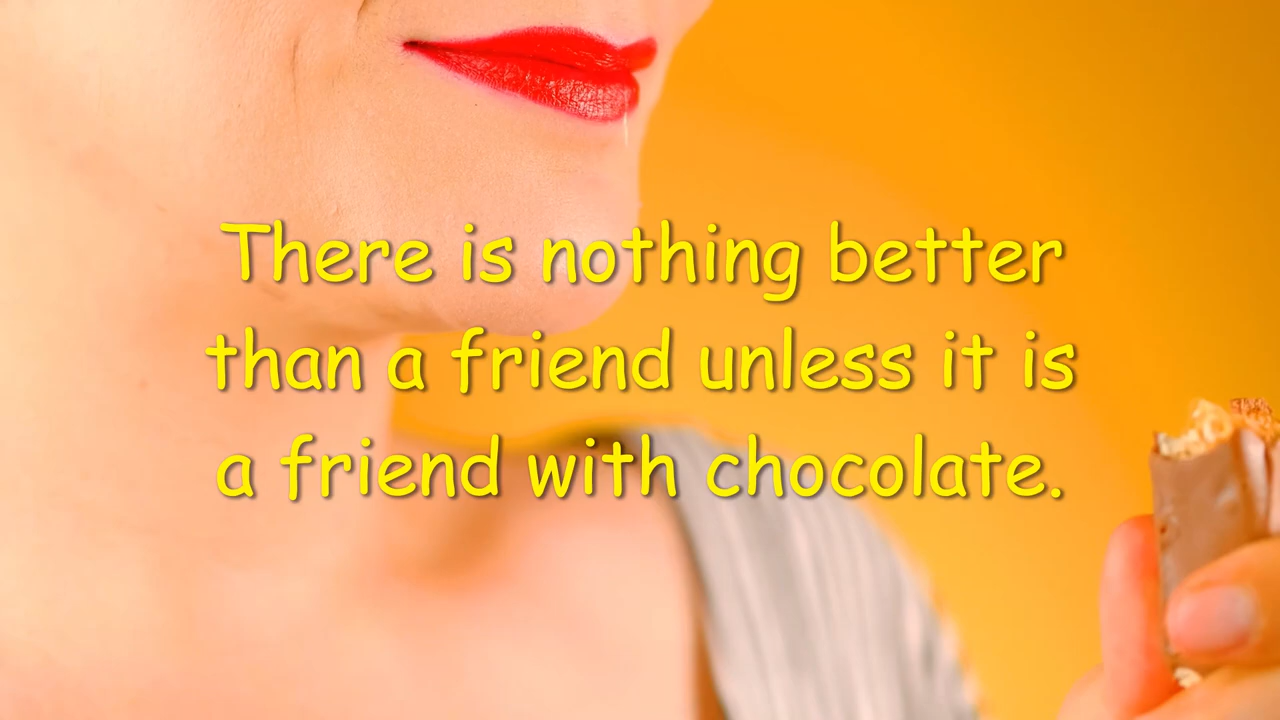 There is nothing better
than a friend unless it is
a friend with chocolate.